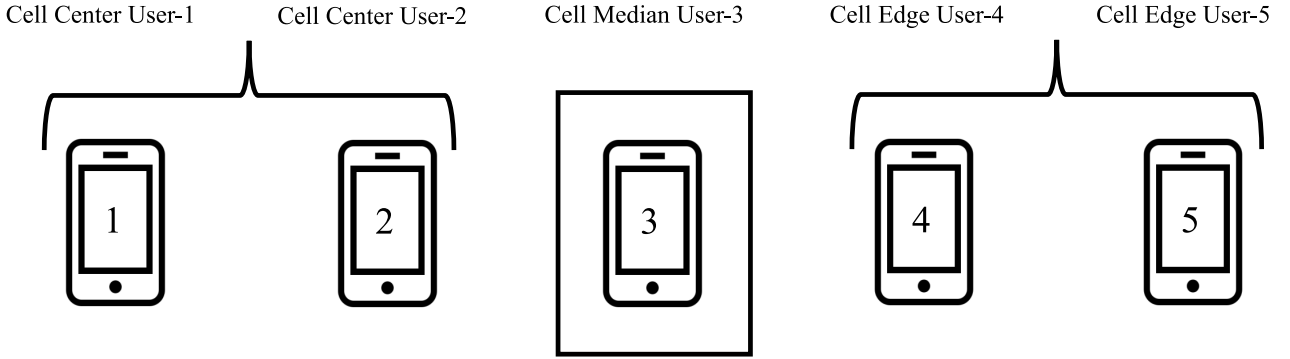 Cell Center User-1
Cell Center User-2
Cell Median User-3
Cell Edge User-4
Cell Edge User-5
1
2
3
4
5